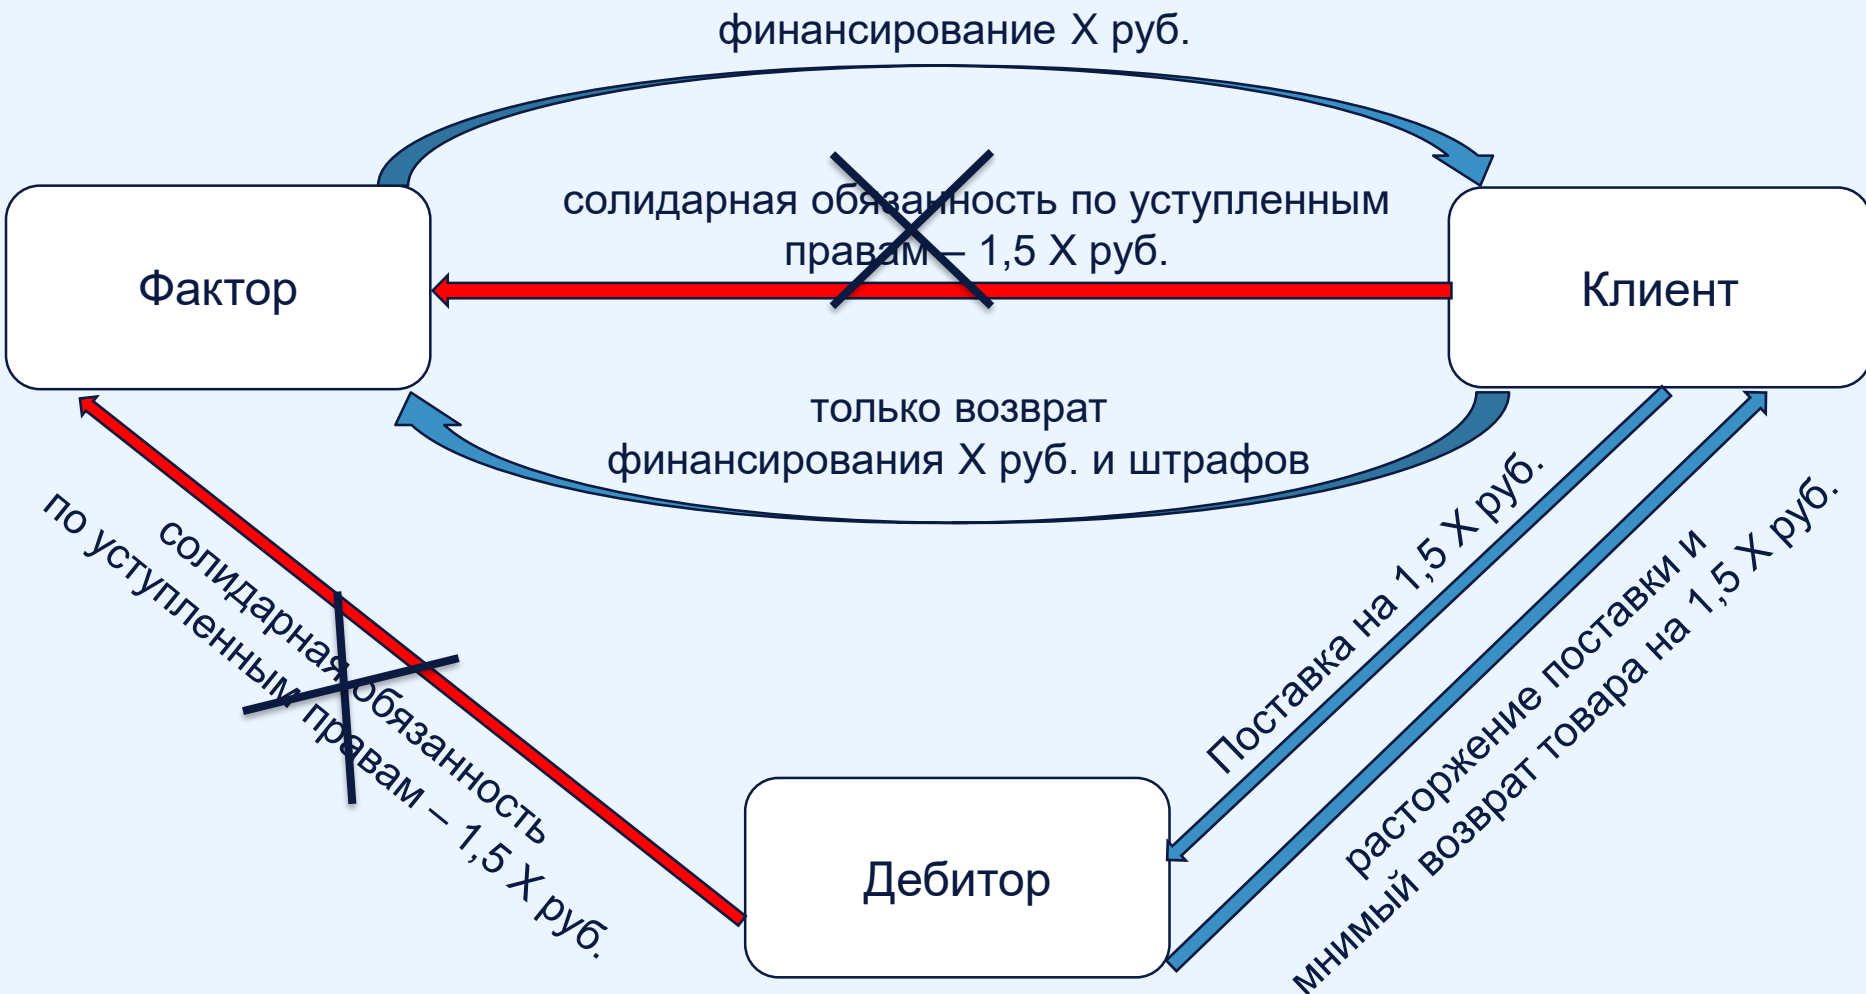 финансирование X руб.
солидарная обязанность по уступленным
правам – 1,5 X руб.
Фактор
Клиент
только возврат
финансирования X руб. и штрафов
солидарная обязанность
по уступленным правам – 1,5 X руб.
Поставка на 1,5 X руб.
расторжение поставки и
мнимый возврат товара на 1,5 X руб.
Дебитор